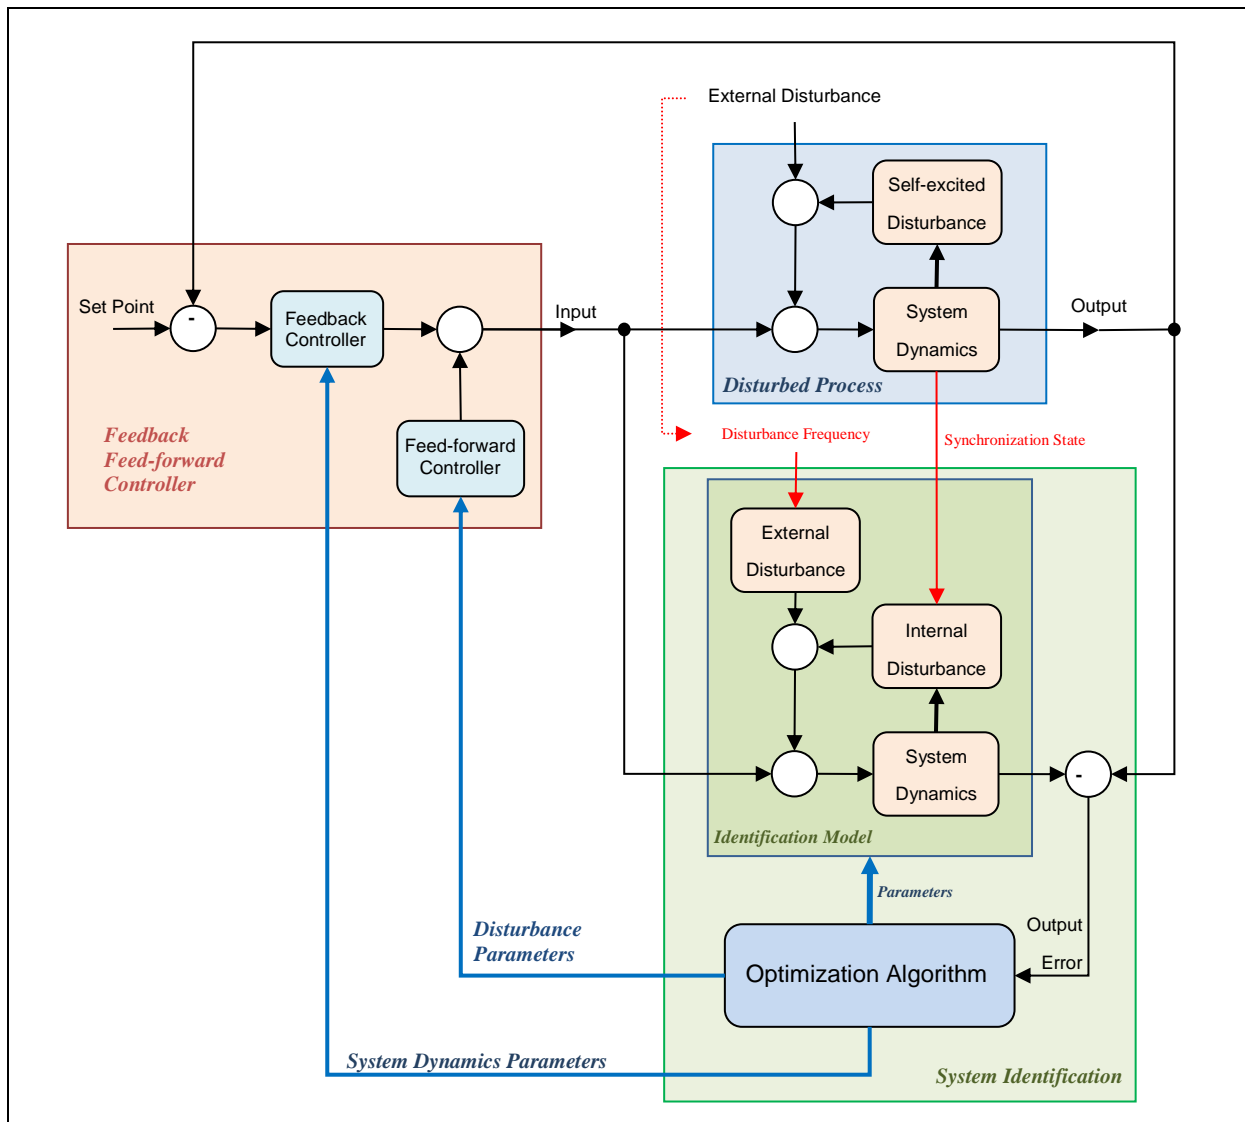 External Disturbance
Self-excited
Disturbance
Set Point
-
Feedback
Controller
Input
System
Dynamics
Output
Disturbed Process
Feedback
Feed-forward
Controller
Feed-forward
Controller
Disturbance Frequency
Synchronization State
External
Disturbance
Internal
Disturbance
System
Dynamics
-
Identification Model
Parameters
Disturbance
Parameters
Optimization Algorithm
Output
Error
System Dynamics Parameters
System Identification